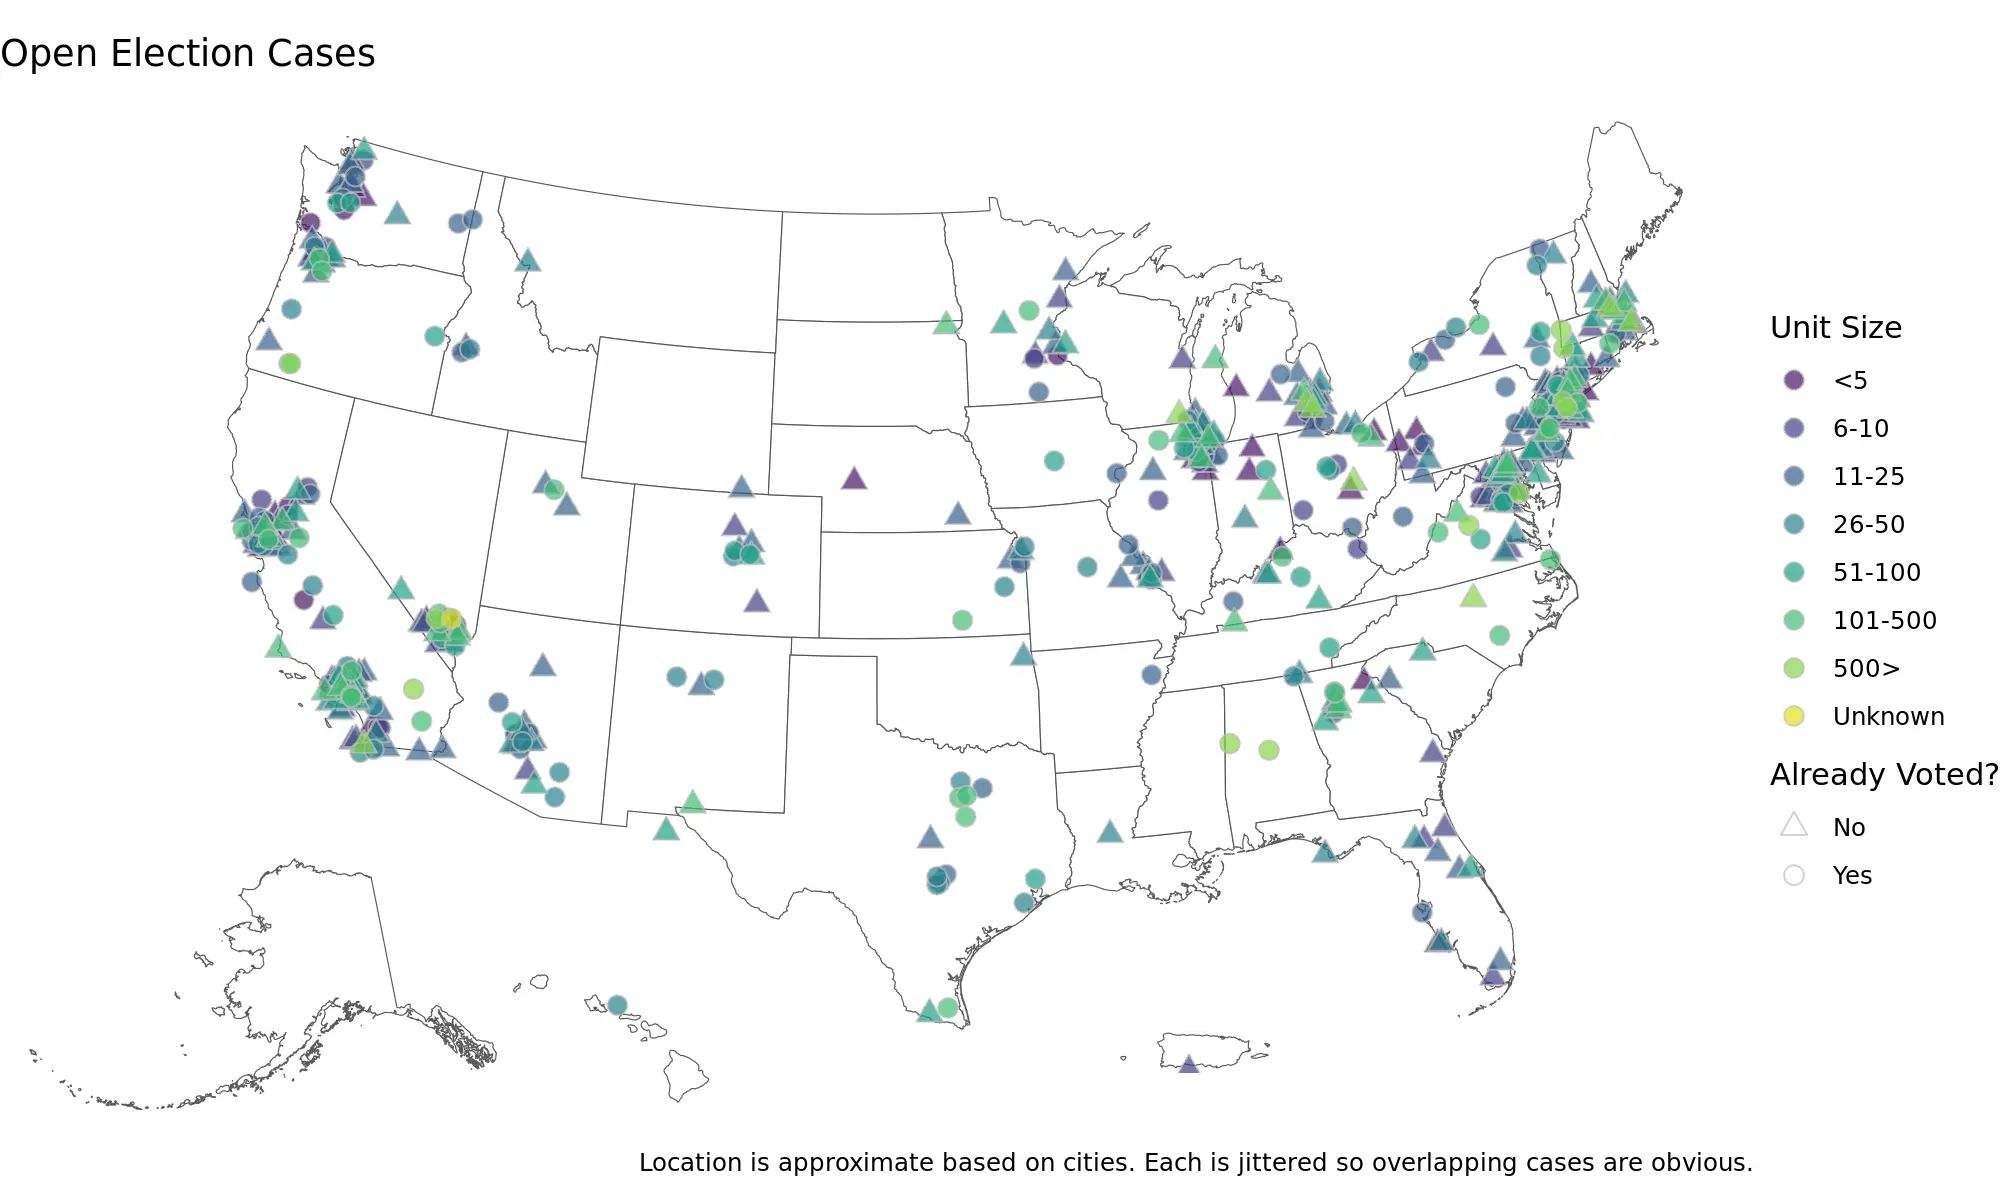 Open Election Cases
Unit Size
<5
6-10
11-25
26-50
51-100
101-500
500>
Unknown
Already Voted?
No
Yes
Location is approximate based on cities. Each is jittered so overlapping cases are obvious.